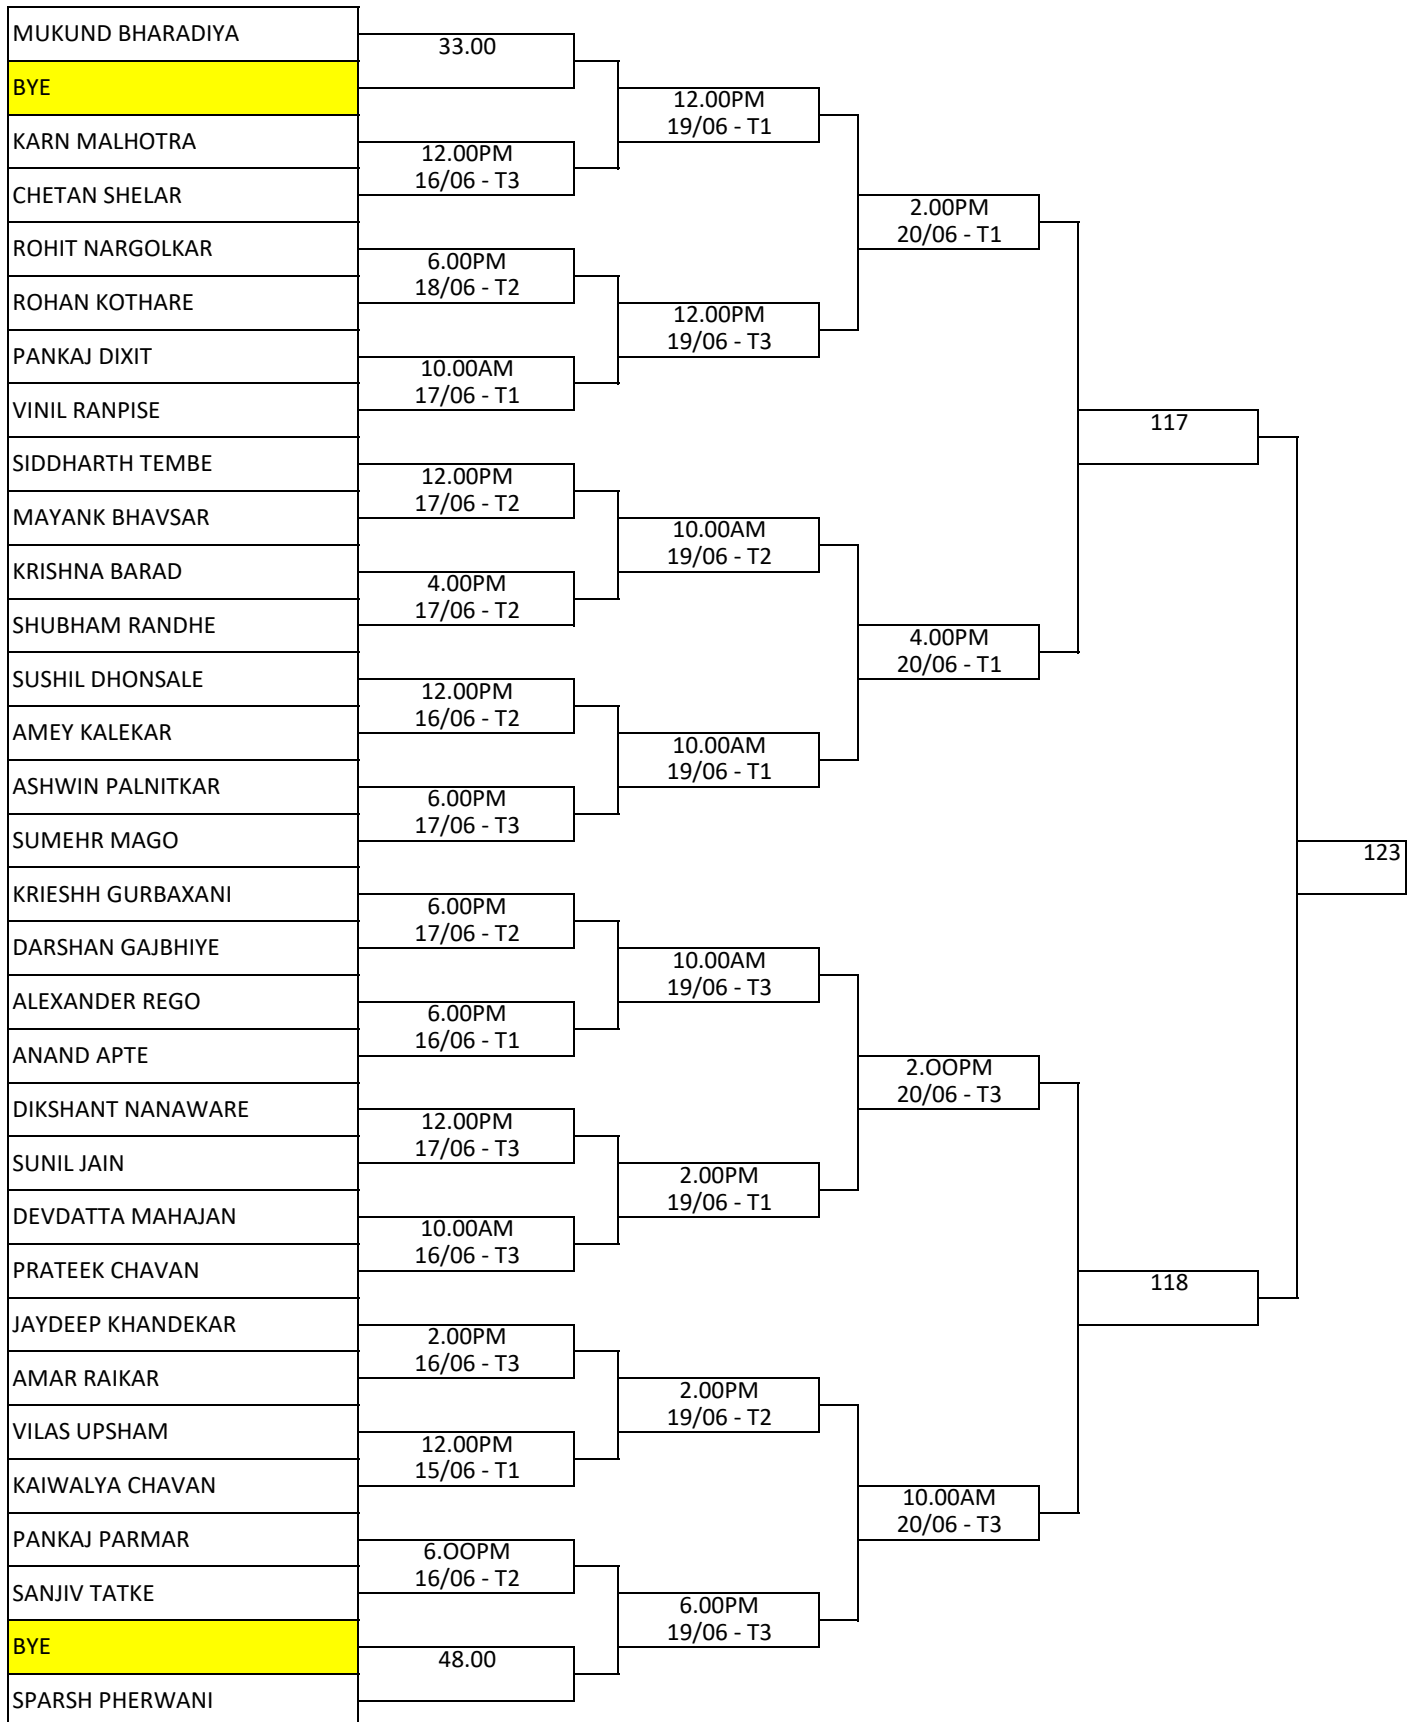 MUKUND BHARADIYA
33.00
BYE
12.00PM
19/06 - T1
KARN MALHOTRA
12.00PM
16/06 - T3
CHETAN SHELAR
2.00PM
20/06 - T1
ROHIT NARGOLKAR
6.00PM
18/06 - T2
ROHAN KOTHARE
12.00PM
19/06 - T3
PANKAJ DIXIT
10.00AM
17/06 - T1
VINIL RANPISE
117
SIDDHARTH TEMBE
12.00PM
17/06 - T2
MAYANK BHAVSAR
10.00AM
19/06 - T2
KRISHNA BARAD
4.00PM
17/06 - T2
SHUBHAM RANDHE
4.00PM
20/06 - T1
SUSHIL DHONSALE
12.00PM
16/06 - T2
AMEY KALEKAR
10.00AM
19/06 - T1
ASHWIN PALNITKAR
6.00PM
17/06 - T3
SUMEHR MAGO
123
KRIESHH GURBAXANI
6.00PM
17/06 - T2
DARSHAN GAJBHIYE
10.00AM
19/06 - T3
ALEXANDER REGO
6.00PM
16/06 - T1
ANAND APTE
2.OOPM
20/06 - T3
DIKSHANT NANAWARE
12.00PM
17/06 - T3
SUNIL JAIN
2.00PM
19/06 - T1
DEVDATTA MAHAJAN
10.00AM
16/06 - T3
PRATEEK CHAVAN
118
JAYDEEP KHANDEKAR
2.00PM
16/06 - T3
AMAR RAIKAR
2.00PM
19/06 - T2
VILAS UPSHAM
12.00PM
15/06 - T1
KAIWALYA CHAVAN
10.00AM
20/06 - T3
PANKAJ PARMAR
6.OOPM
16/06 - T2
SANJIV TATKE
6.00PM
19/06 - T3
BYE
48.00
SPARSH PHERWANI